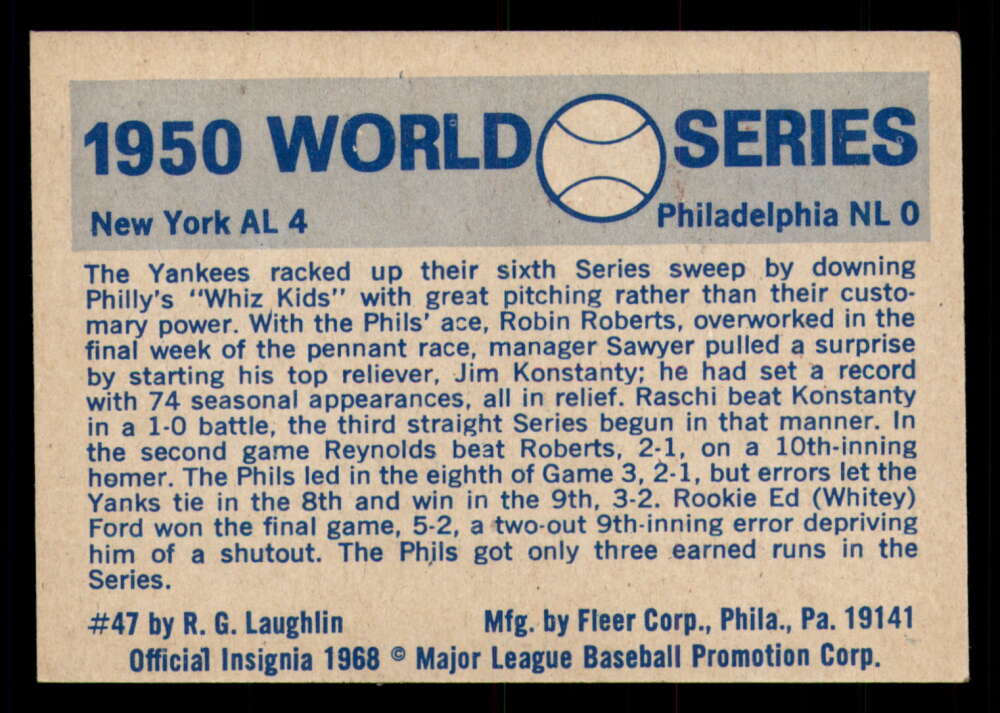 1950 WORLD SERIES
New York AL 4 Philadelphia NL 0
The Yankees racked up their sixth Series sweep by downing
Philly's "Whiz Kids" with great pitching rather than their custo-
mary power. With the Phils' ace, Robin Roberts, overworked in the
final week of the pennant race, manager Sawyer pulled a surprise
by starting his top reliever, Jim Konstanty; he had set a record
with 74 seasonal appearances, all in relief. Raschi beat Konstanty
in a 1-0 battle, the third straight Series begun in that manner. In
the second game Reynolds beat Roberts, 2-1, on a 10th-inning
homer. The Phils led in the eighth of Game 3, 2-1, but errors let the
Yanks tie in the 8th and win in the 9th, 3-2. Rookie Ed (Whitey)
Ford won the final game, 5-2, a two-out 9th-inning error depriving
him of a shutout. The Phils got only three earned runs in the
Series.
#47 by R. G. Laughlin Mfg. by Fleer Corp., Phila., Pa. 19141
Official Insignia 1968 © Major League Baseball Promotion Corp.